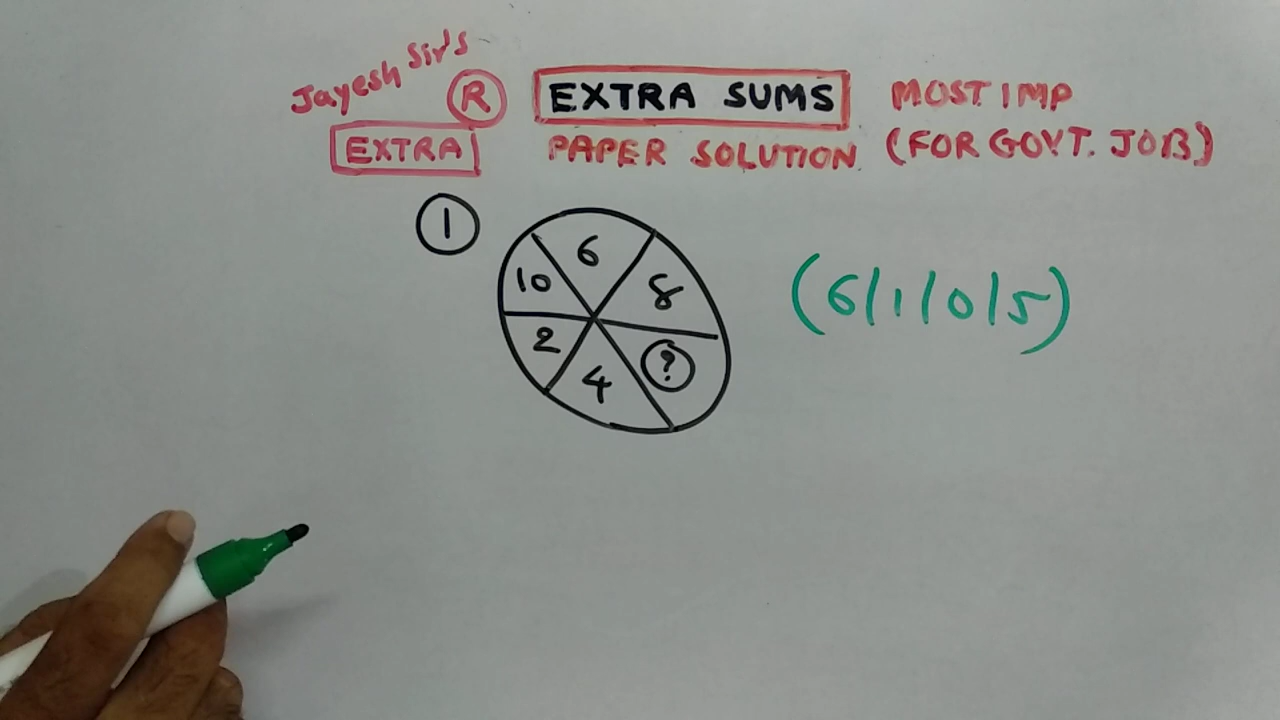 Jayesh Sir's
R EXTRA SUMS MOST IMP
EXTRA PAPER SOLUTION (FOR GOVT. JOB)
1
6
10 8
2 4 ?
(6/1/0/5)